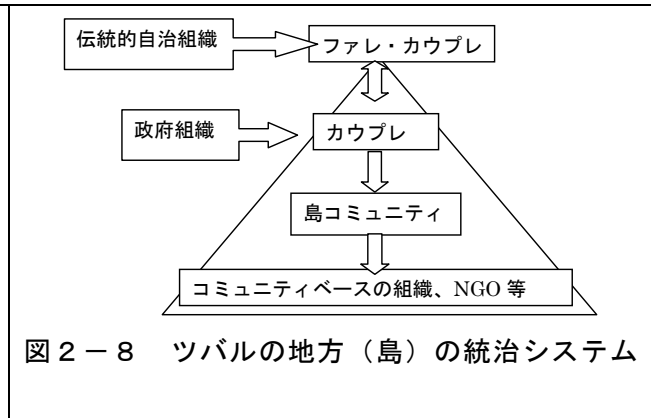 伝統的自治組織
ファレ・カウプレ
政府組織
カウプレ
島コミュニティ
コミュニティベースの組織、NGO 等
図２－８　ツバルの地方（島）の統治システム